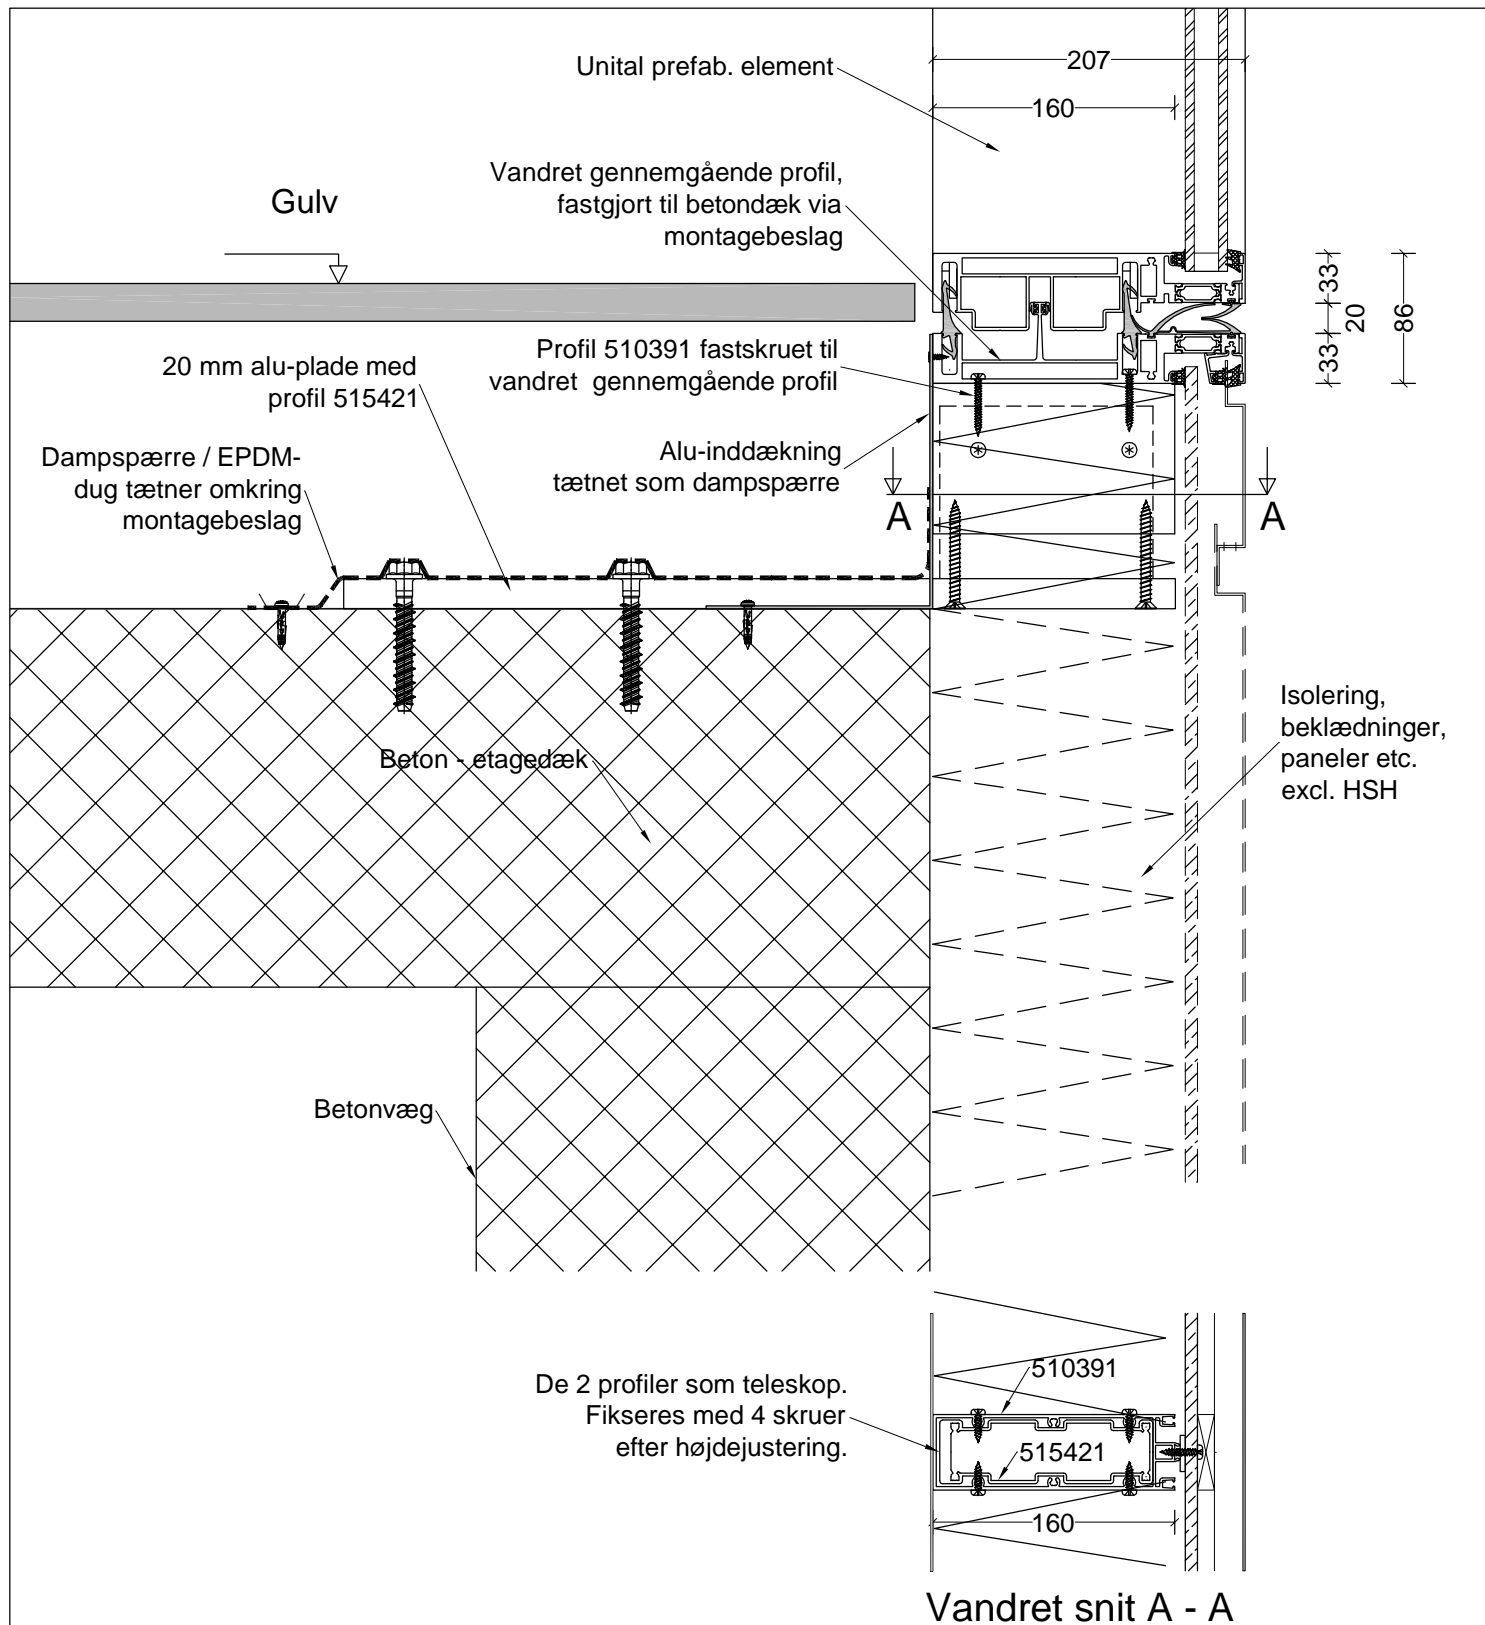 Unital prefab. element
207
160
Vandret gennemgående profil,
fastgjort til betondæk via
montagebeslag
Gulv
33
20
33
86
Profil 510391 fastskruet til
vandret gennemgående profil
20 mm alu-plade med
profil 515421
Alu-inddækning
tætnet som dampspærre
Dampspærre / EPDM-
dug tætner omkring
montagebeslag
A
A
Isolering,
beklædninger,
paneler etc.
excl. HSH
Beton - etagedæk
Betonvæg
De 2 profiler som teleskop.
Fikseres med 4 skruer
efter højdejustering.
510391
515421
160
Vandret snit A - A